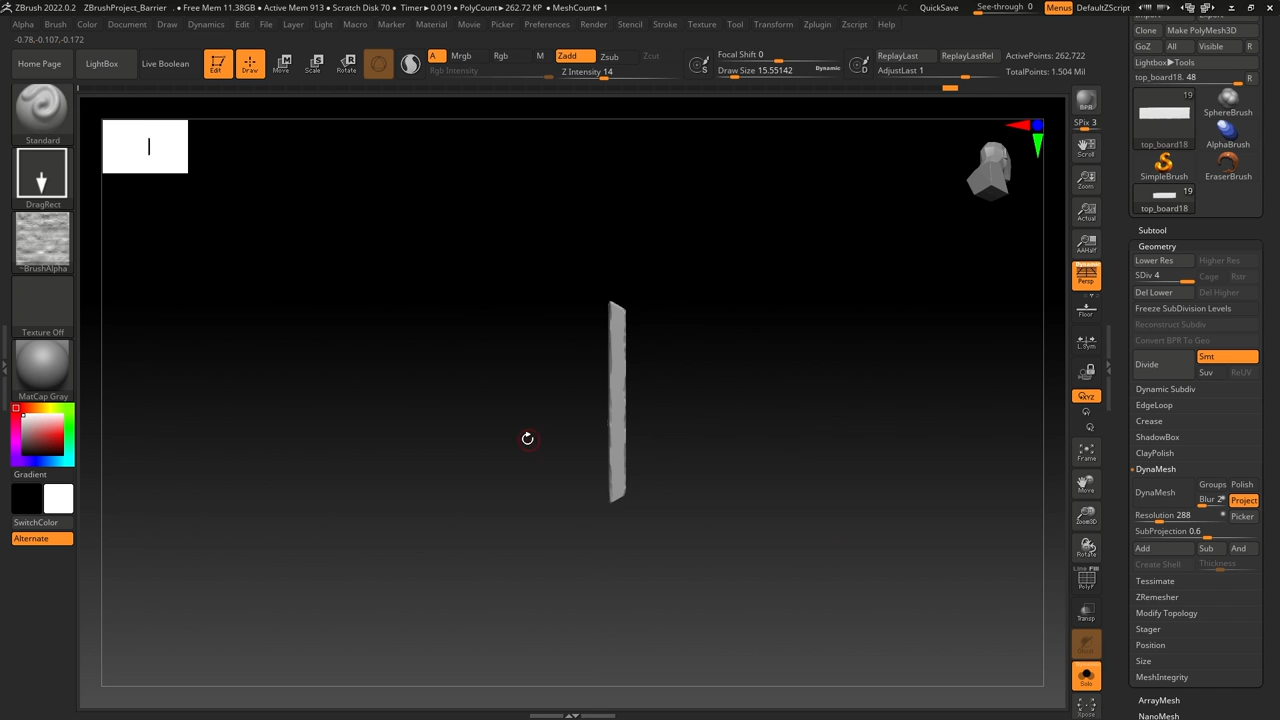 ZBrush 2022.0.2 ZBrushProject_Barrier . • Free Mem 11.38GB • Active Mem 913 • Scratch Disk 70 • Timer▸0.019 • PolyCount▸262.72 KP • MeshCount▸1 AC QuickSave See-through 0 Menus DefaultZScript
Alpha Brush Color Document Draw Dynamics Edit File Layer Light Macro Marker Material Movie Picker Preferences Render Stencil Stroke Texture Tool Transform Zplugin Zscript Help
-0.78,-0.107,-0.172
Home Page LightBox Live Boolean Edit Draw Move Scale Rotate
A Mrgb Rgb M Zadd Zsub Zcut
Rgb Intensity Z Intensity 14
Focal Shift 0
Draw Size 15.55142 Dynamic
S D
ReplayLast ReplayLastRel ActivePoints: 262,722
AdjustLast 1 TotalPoints: 1.504 Mil
Standard
DragRect
~BrushAlpha
Texture Off
MatCap Gray
Gradient
SwitchColor
Alternate
BPR
SPix 3
Scroll
Zoom
Actual
AAHalf
Dynamic
Persp
Floor
L.Sym
XYZ
Frame
Move
Zoom3D
Rotate
Line Fill
PolyF
Transp
Solo
Xpose
Import Export
Clone Make PolyMesh3D
GoZ All Visible R
Lightbox▸Tools
top_board18. 48 R
19
top_board18 SphereBrush
AlphaBrush
SimpleBrush EraserBrush
19
top_board18
Subtool
Geometry
Lower Res Higher Res
SDiv 4 Cage Rstr
Del Lower Del Higher
Freeze SubDivision Levels
Reconstruct Subdiv
Convert BPR To Geo
Divide Smt
Suv ReUV
Dynamic Subdiv
EdgeLoop
Crease
ShadowBox
ClayPolish
DynaMesh
DynaMesh Groups Polish
Blur 2 Project
Resolution 288 Picker
SubProjection 0.6
Add Sub And
Create Shell Thickness
Tessimate
ZRemesher
Modify Topology
Stager
Position
Size
MeshIntegrity
ArrayMesh
NanoMesh